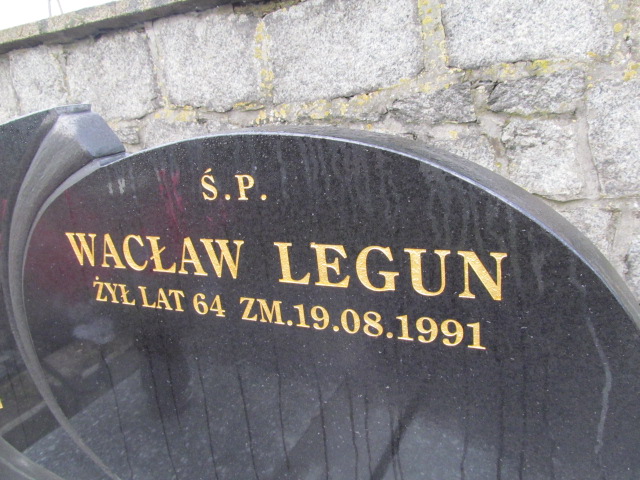 Ś.P.
WACŁAW LEGUN
ŻYŁ LAT 64 ZM.19.08.1991